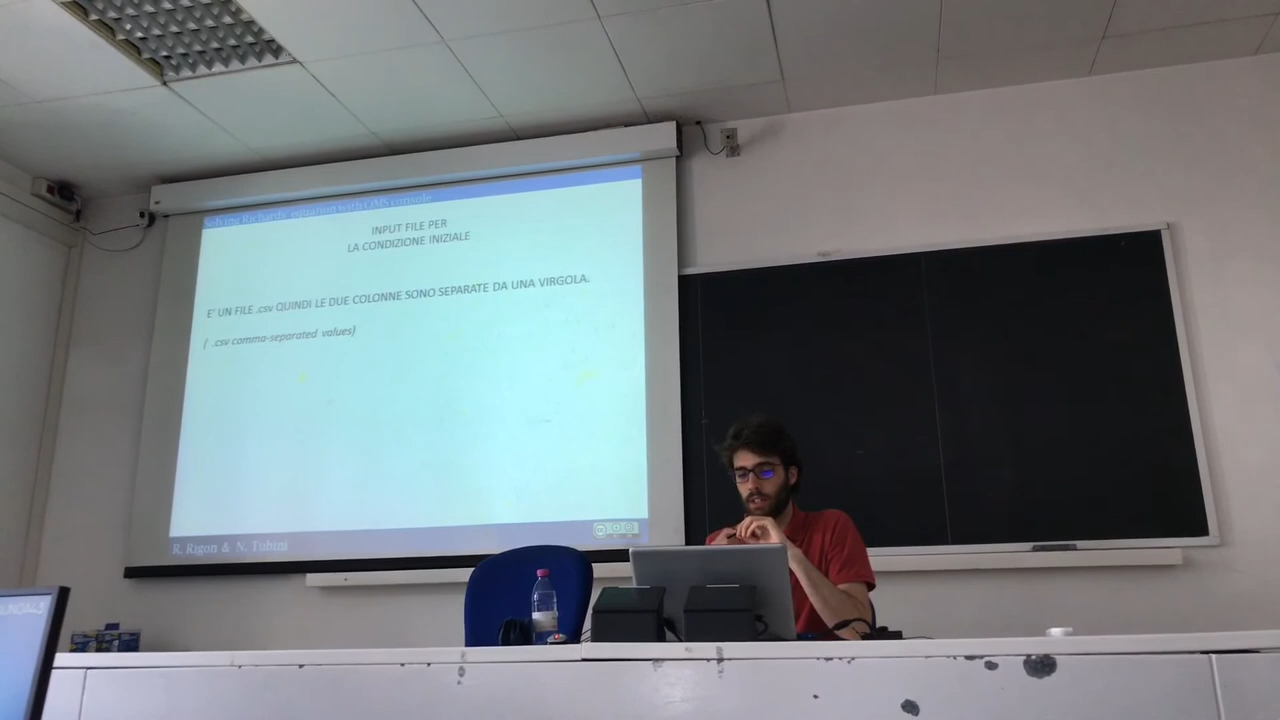 Solving Richards' equation with OMS console
INPUT FILE PER
LA CONDIZIONE INIZIALE
E' UN FILE .csv QUINDI LE DUE COLONNE SONO SEPARATE DA UNA VIRGOLA.
( .csv comma-separated values)
R. Rigon & N. Tubini